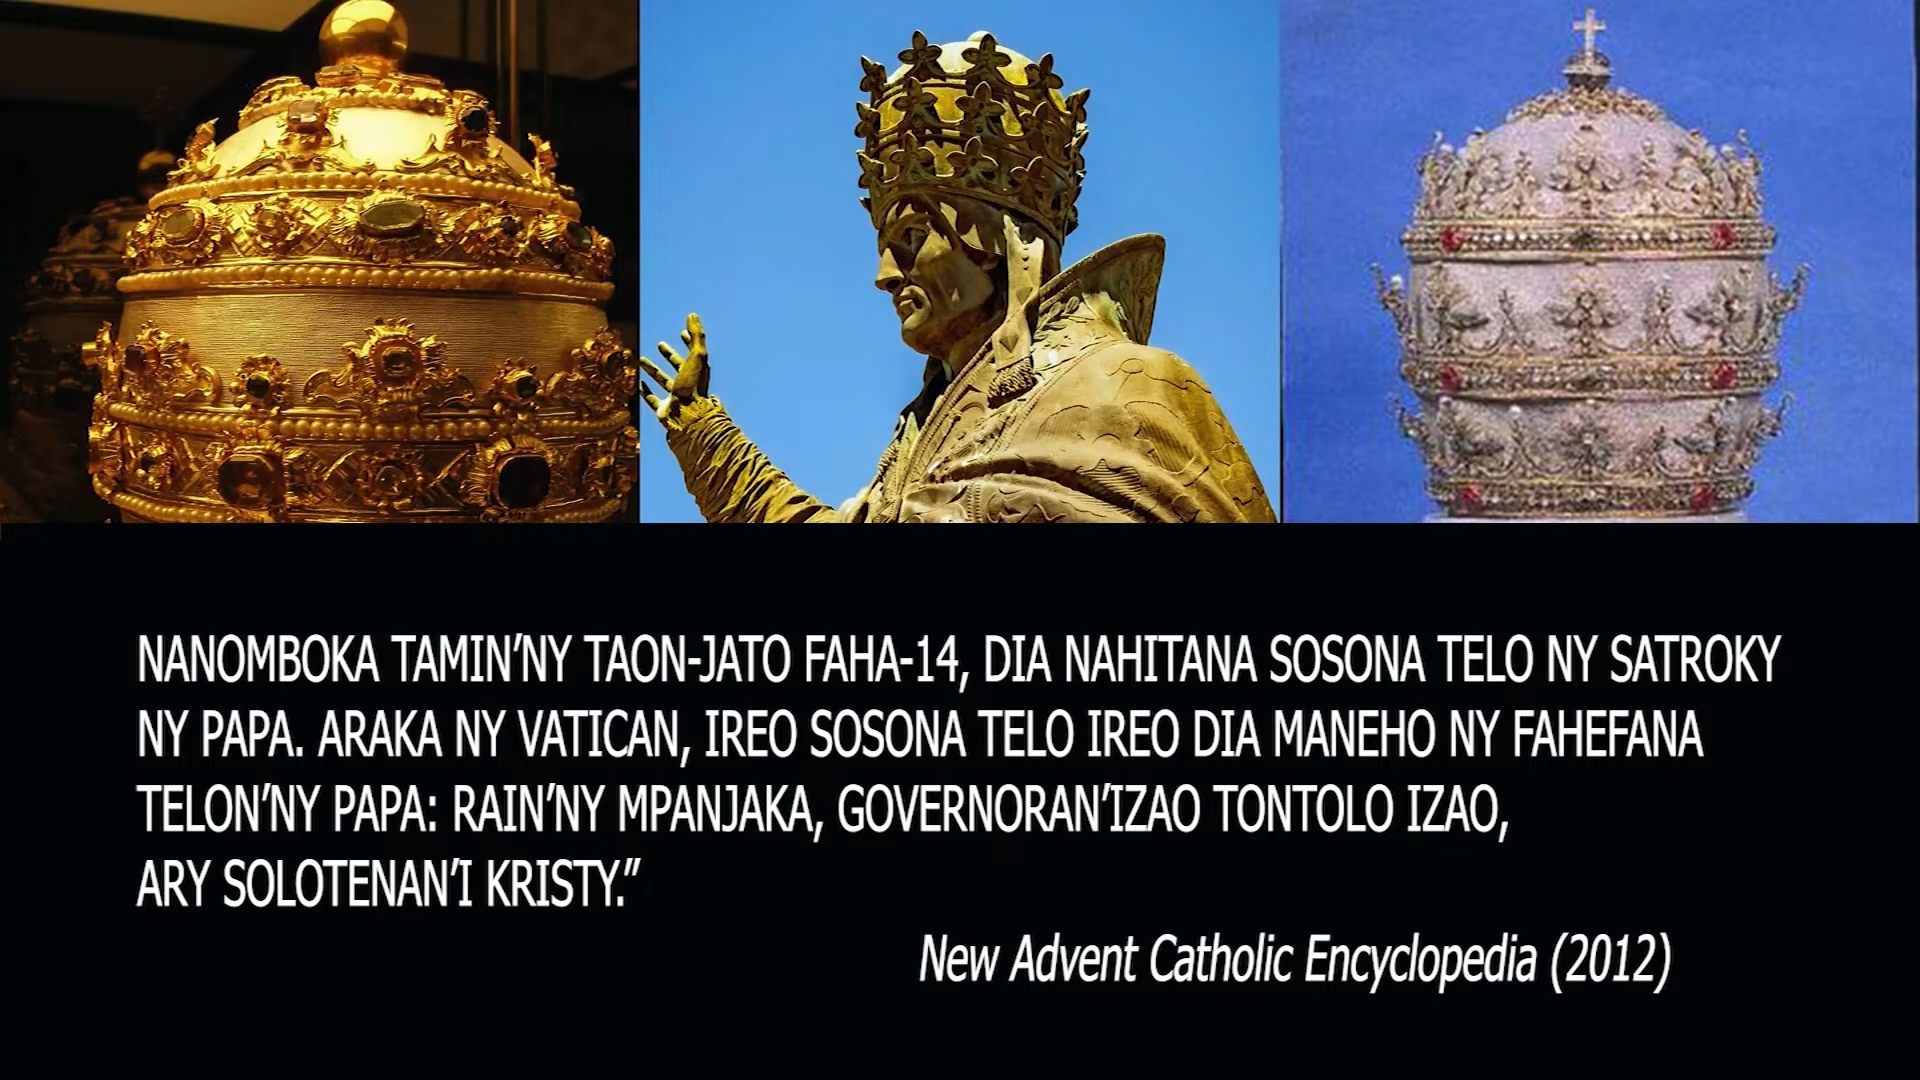 NANOMBOKA TAMIN’NY TAON-JATO FAHA-14, DIA NAHITANA SOSONA TELO NY SATROKY
NY PAPA. ARAKA NY VATICAN, IREO SOSONA TELO IREO DIA MANEHO NY FAHEFANA
TELON’NY PAPA: RAIN’NY MPANJAKA, GOVERNORAN’IZAO TONTOLO IZAO,
ARY SOLOTENAN’I KRISTY.”
New Advent Catholic Encyclopedia (2012)